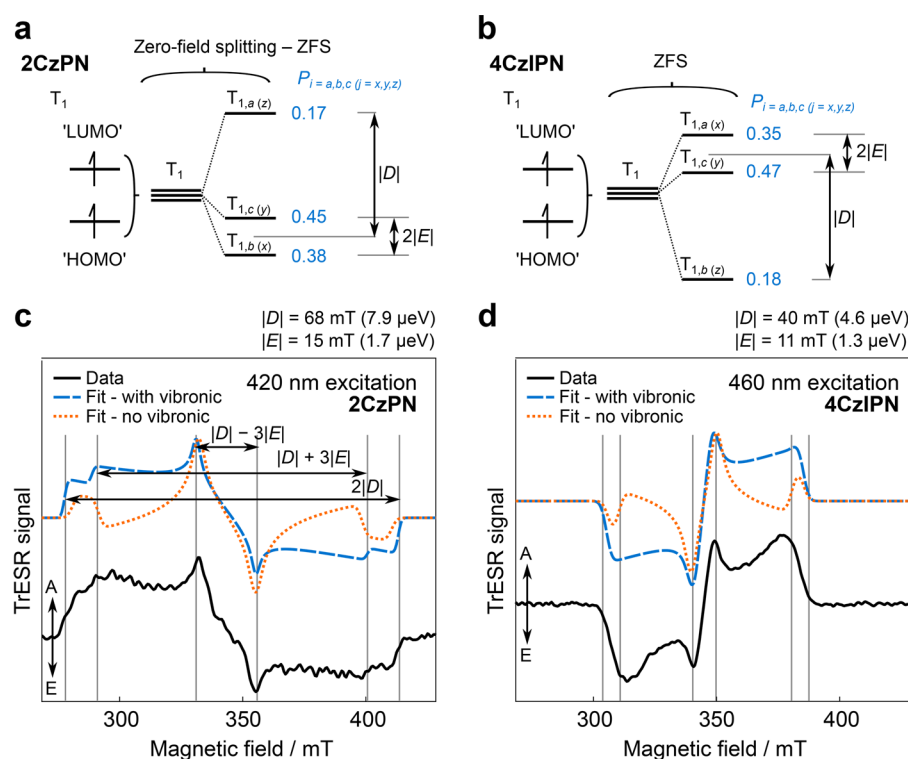 a
Zero-field splitting – ZFS
2CzPN
T1
'LUMO'
'HOMO'
T1
T1,a (z)
T1,c (y)
T1,b (x)
Pi = a,b,c (j = x,y,z)
0.17
0.45
0.38
|D|
2|E|
b
ZFS
4CzIPN
T1
'LUMO'
'HOMO'
T1
T1,a (x)
T1,c (y)
T1,b (z)
Pi = a,b,c (j = x,y,z)
0.35
0.47
0.18
2|E|
|D|
c
|D| = 68 mT (7.9 µeV)
|E| = 15 mT (1.7 µeV)
Data
Fit - with vibronic
Fit - no vibronic
420 nm excitation
2CzPN
|D| − 3|E|
|D| + 3|E|
2|D|
TrESR signal
A
E
300
350
400
Magnetic field / mT
d
|D| = 40 mT (4.6 µeV)
|E| = 11 mT (1.3 µeV)
Data
Fit - with vibronic
Fit - no vibronic
460 nm excitation
4CzIPN
TrESR signal
A
E
300
350
400
Magnetic field / mT